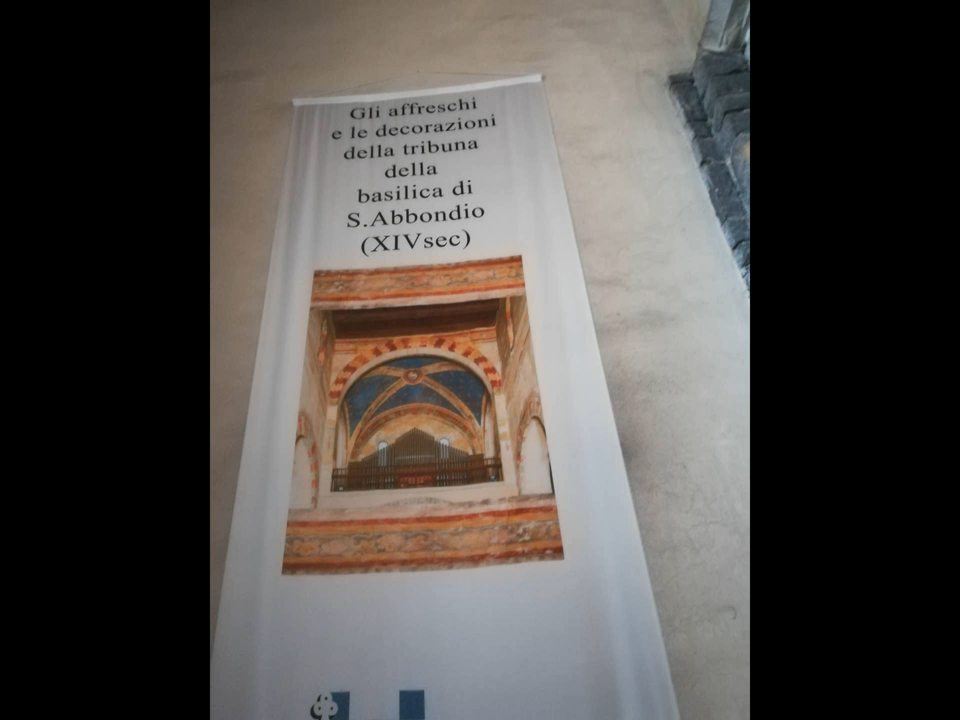 Gli affreschi
e le decorazioni
della tribuna
della
basilica di
S.Abbondio
(XIVsec)